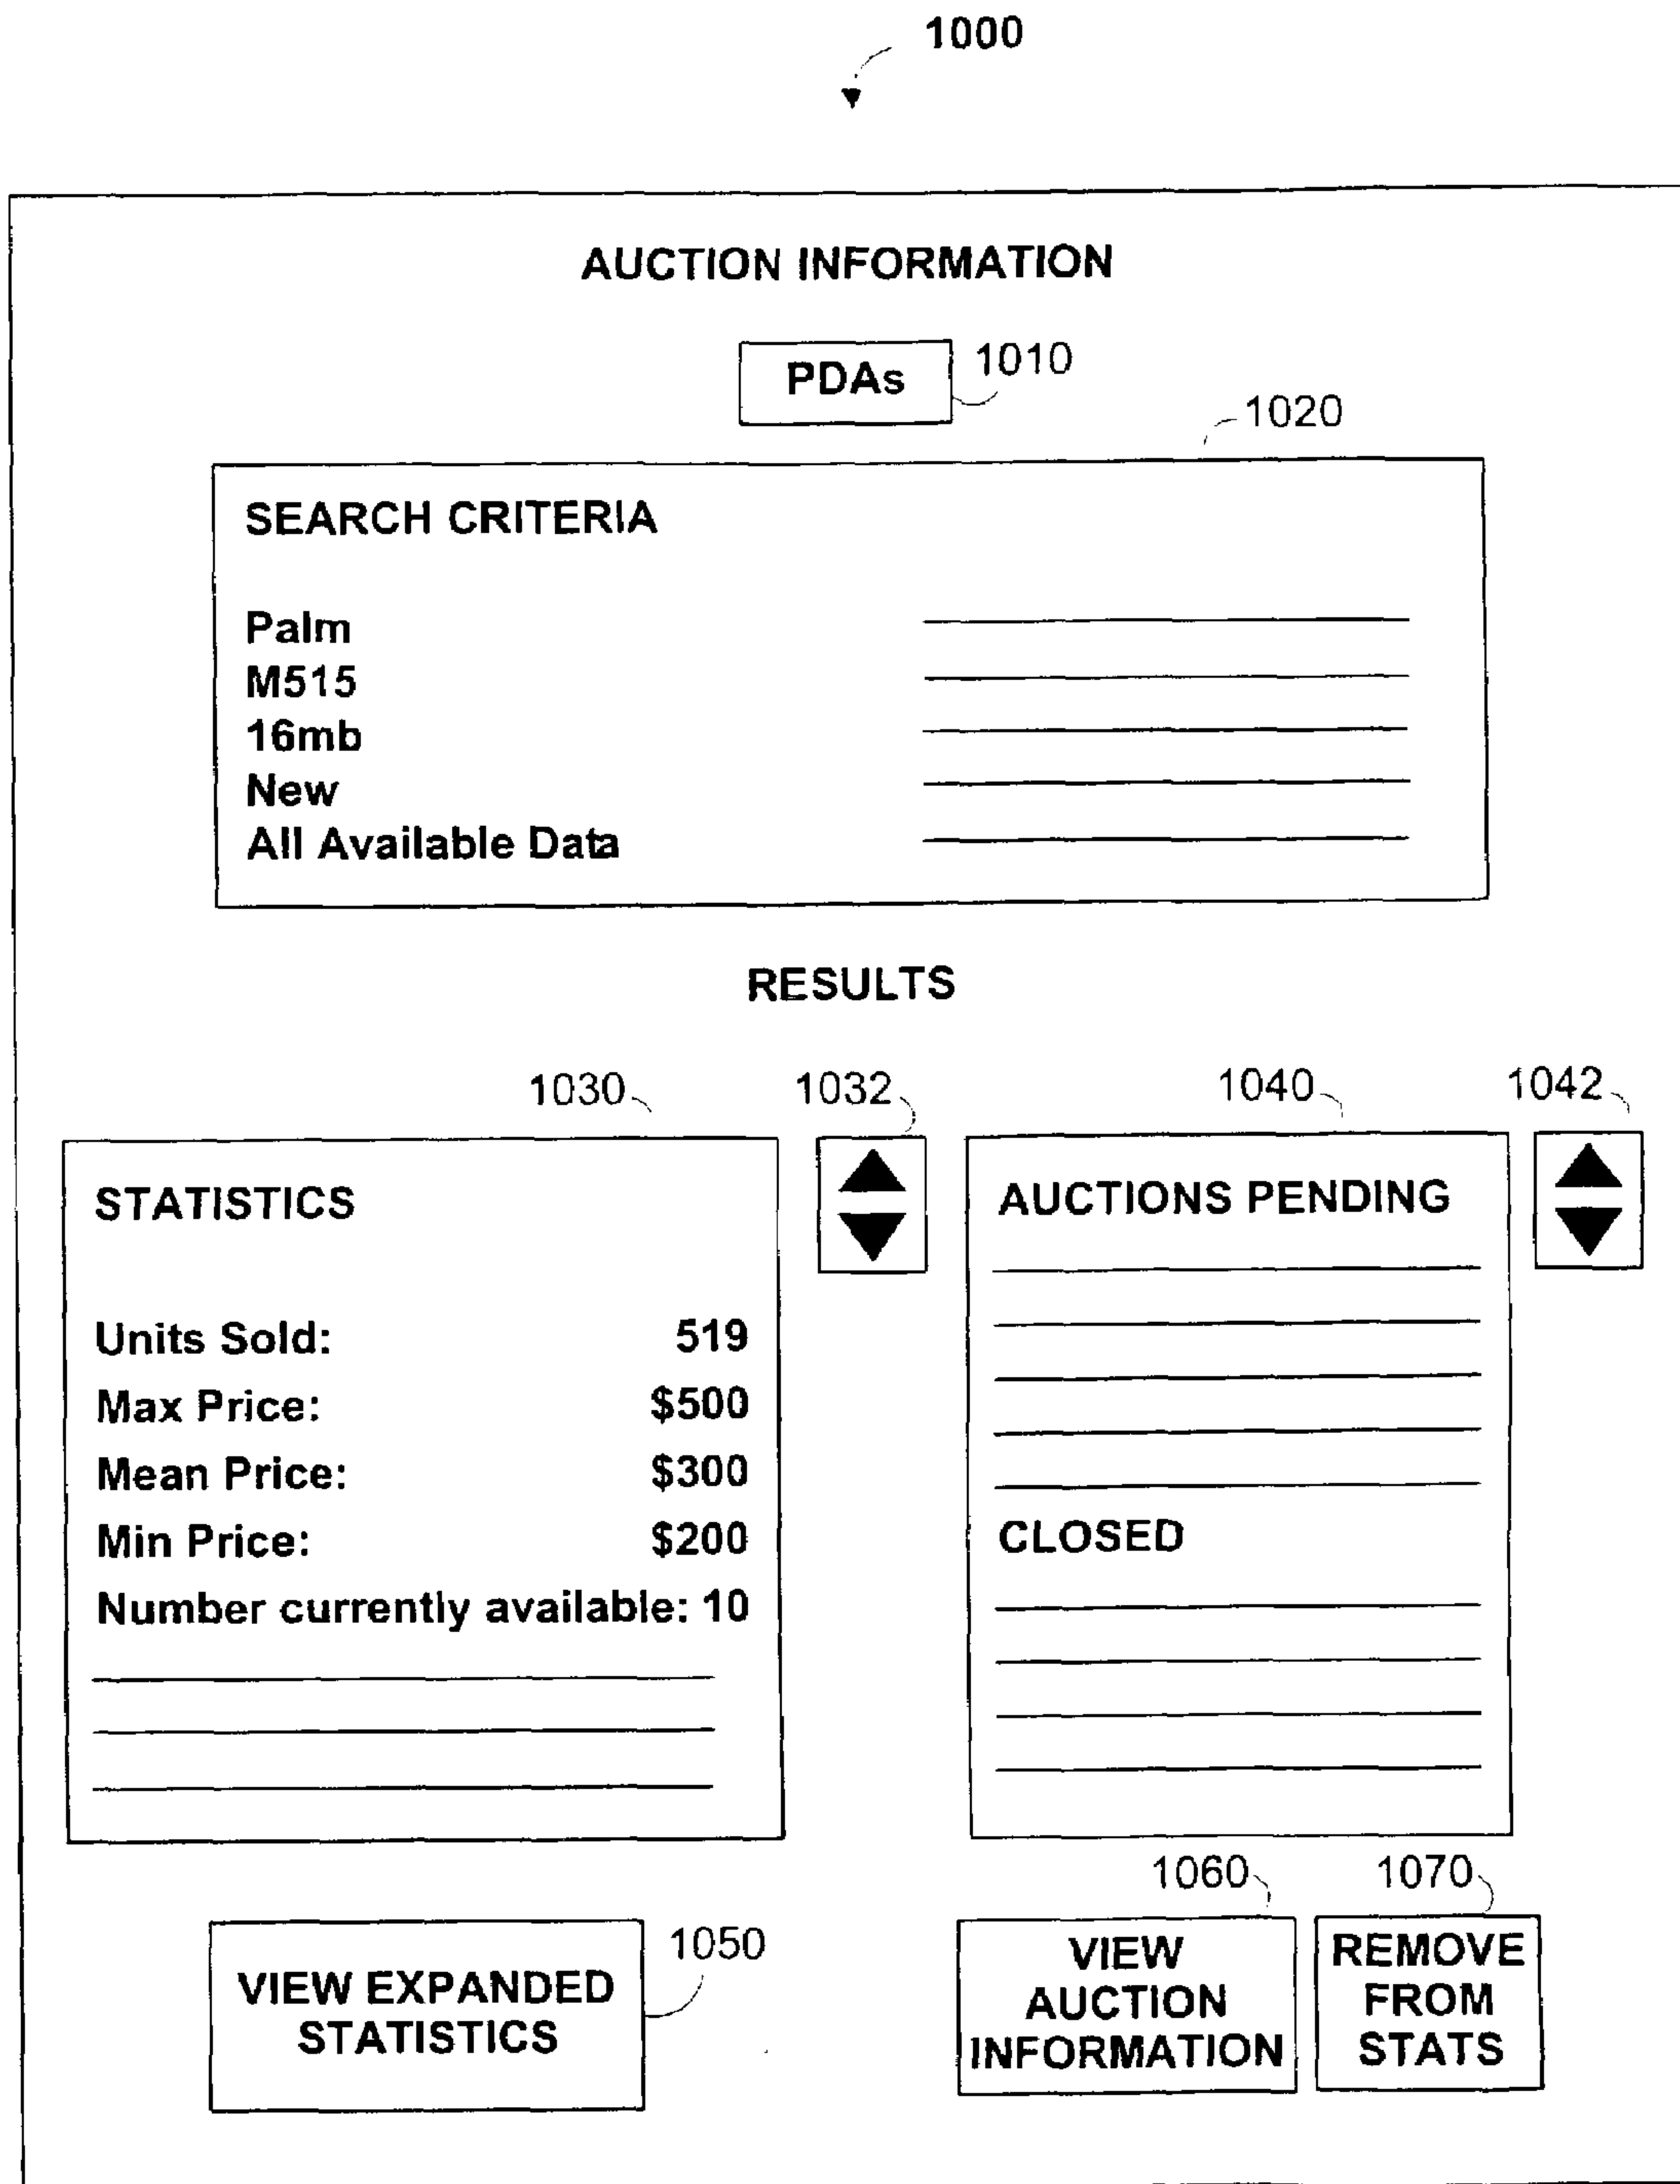 1000
AUCTION INFORMATION
PDAs
1010
1020
SEARCH CRITERIA
Palm
M515
16mb
New
All Available Data
RESULTS
1030
1032
1040
1042
STATISTICS
Units Sold: 519
Max Price: $500
Mean Price: $300
Min Price: $200
Number currently available: 10
AUCTIONS PENDING
CLOSED
1050
VIEW EXPANDED
STATISTICS
1060
VIEW
AUCTION
INFORMATION
1070
REMOVE
FROM
STATS